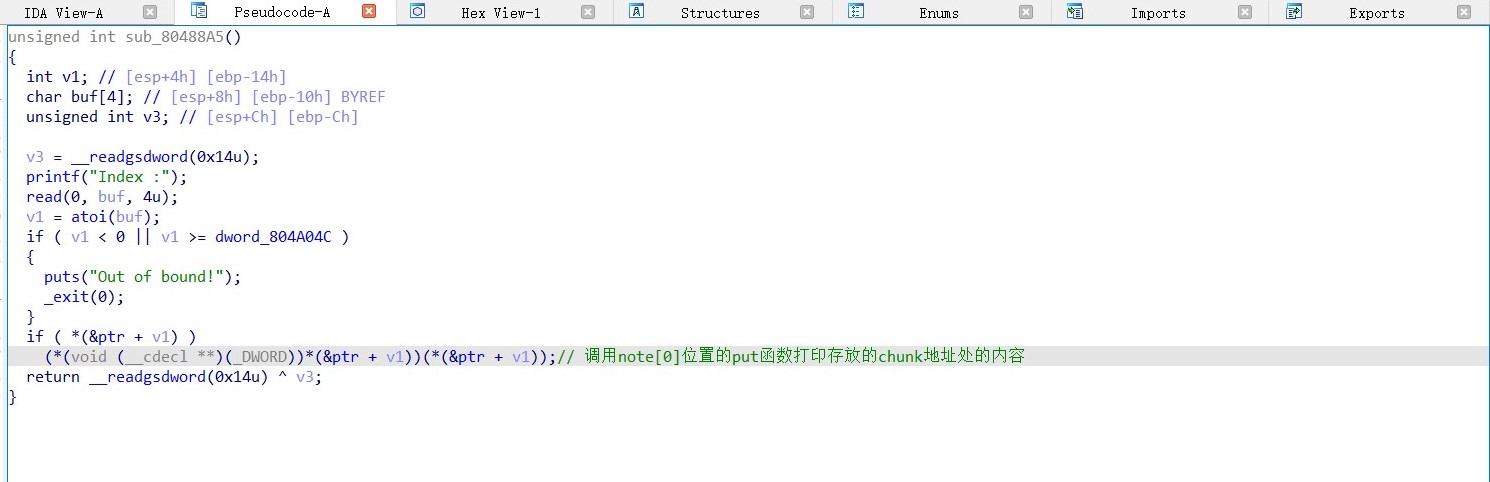 IDA View-A Pseudocode-A Hex View-1 Structures Enums Imports Exports
unsigned int sub_80488A5()
{
  int v1; // [esp+4h] [ebp-14h]
  char buf[4]; // [esp+8h] [ebp-10h] BYREF
  unsigned int v3; // [esp+Ch] [ebp-Ch]

  v3 = __readgsdword(0x14u);
  printf("Index :");
  read(0, buf, 4u);
  v1 = atoi(buf);
  if ( v1 < 0 || v1 >= dword_804A04C )
  {
    puts("Out of bound!");
    _exit(0);
  }
  if ( *(&ptr + v1) )
    (*(void (__cdecl **)(_DWORD))*(&ptr + v1))(*(&ptr + v1));// 调用note[0]位置的put函数打印存放的chunk地址处的内容
  return __readgsdword(0x14u) ^ v3;
}